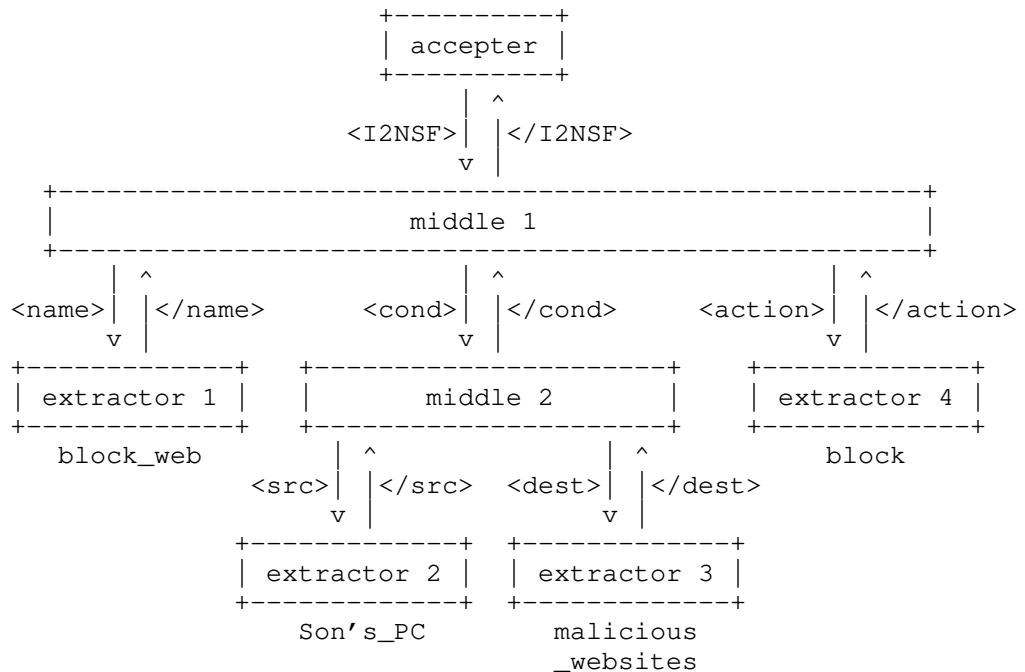 accepter
<I2NSF> </I2NSF>
middle 1
<name> </name> <cond> </cond> <action> </action>
extractor 1 middle 2 extractor 4
block_web block
<src> </src> <dest> </dest>
extractor 2 extractor 3
Son’s_PC malicious
_websites